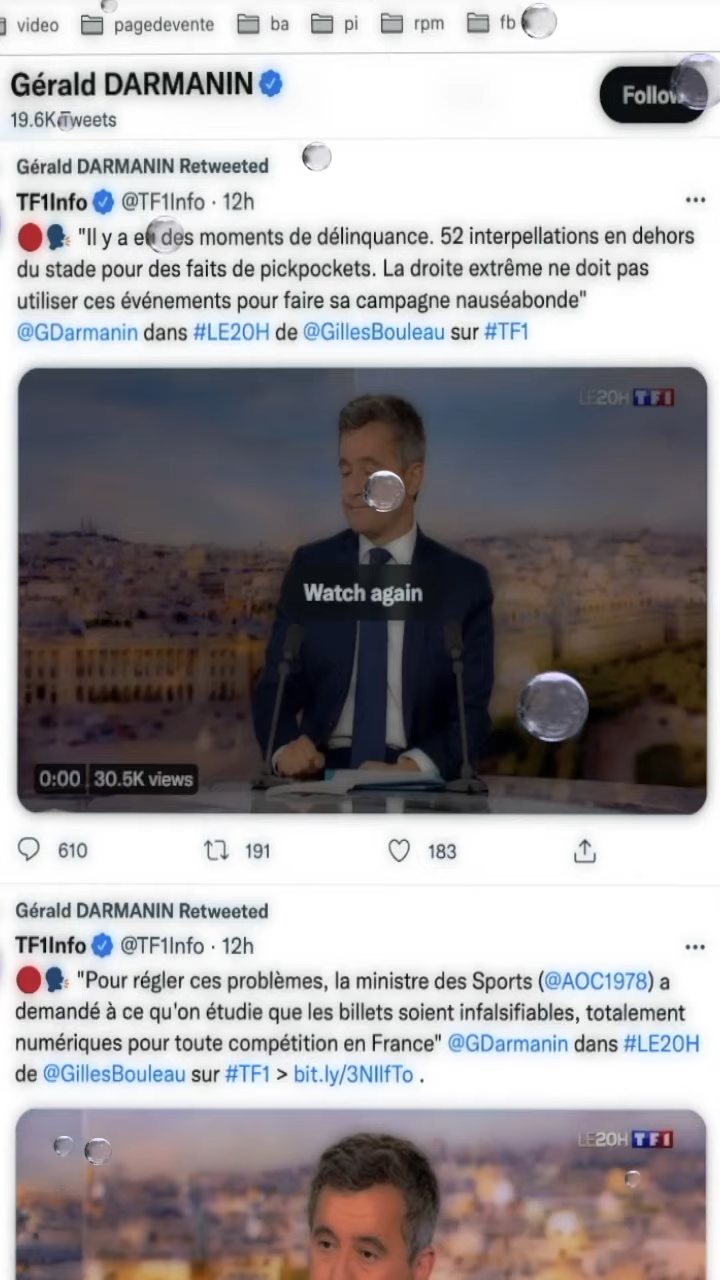 video pagedevente ba pi rpm fb
Gérald DARMANIN
Follow
19.6K Tweets
Gérald DARMANIN Retweeted
TF1Info @TF1Info · 12h
"Il y a eu des moments de délinquance. 52 interpellations en dehors
du stade pour des faits de pickpockets. La droite extrême ne doit pas
utiliser ces événements pour faire sa campagne nauséabonde"
@GDarmanin dans #LE20H de @GillesBouleau sur #TF1
LE20H TF1
Watch again
0:00 30.5K views
610 191 183
Gérald DARMANIN Retweeted
TF1Info @TF1Info · 12h
"Pour régler ces problèmes, la ministre des Sports (@AOC1978) a
demandé à ce qu'on étudie que les billets soient infalsifiables, totalement
numériques pour toute compétition en France" @GDarmanin dans #LE20H
de @GillesBouleau sur #TF1 > bit.ly/3NIlfTo .
LE20H TF1